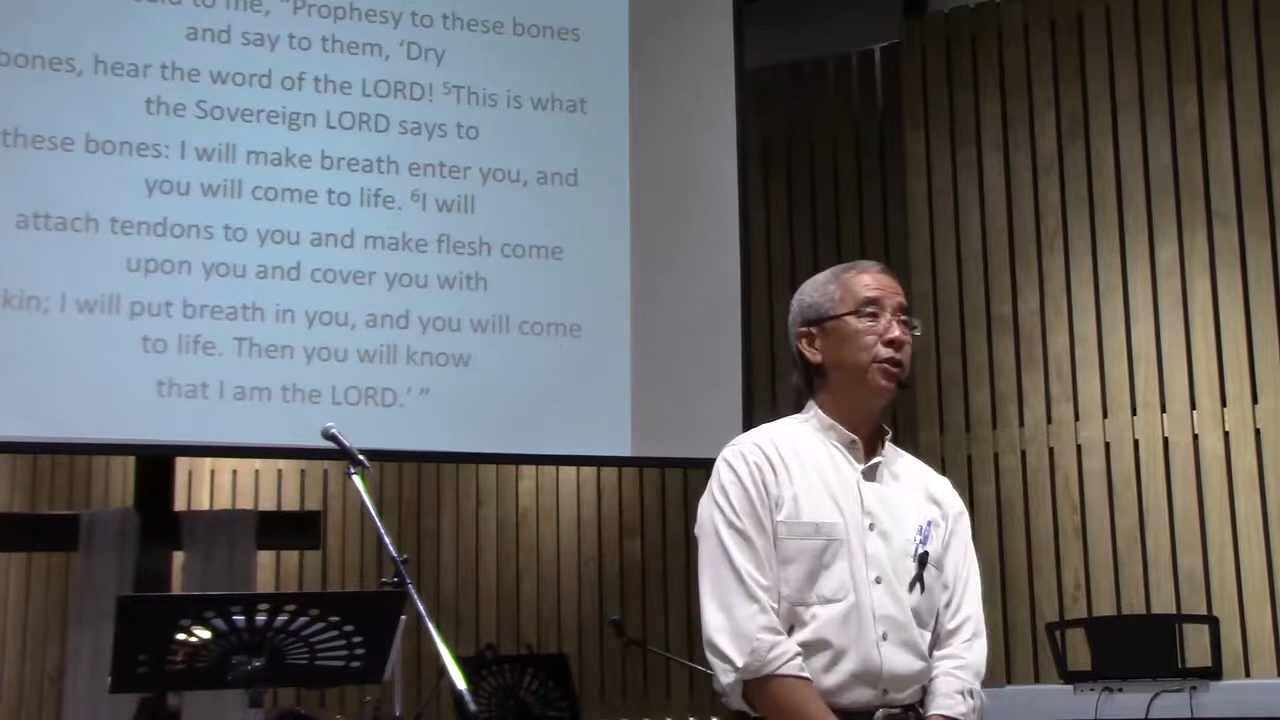 to me, “Prophesy to these bones
and say to them, ‘Dry
bones, hear the word of the LORD! ⁵This is what
the Sovereign LORD says to
these bones: I will make breath enter you, and
you will come to life. ⁶I will
attach tendons to you and make flesh come
upon you and cover you with
kin; I will put breath in you, and you will come
to life. Then you will know
that I am the LORD.’ ”